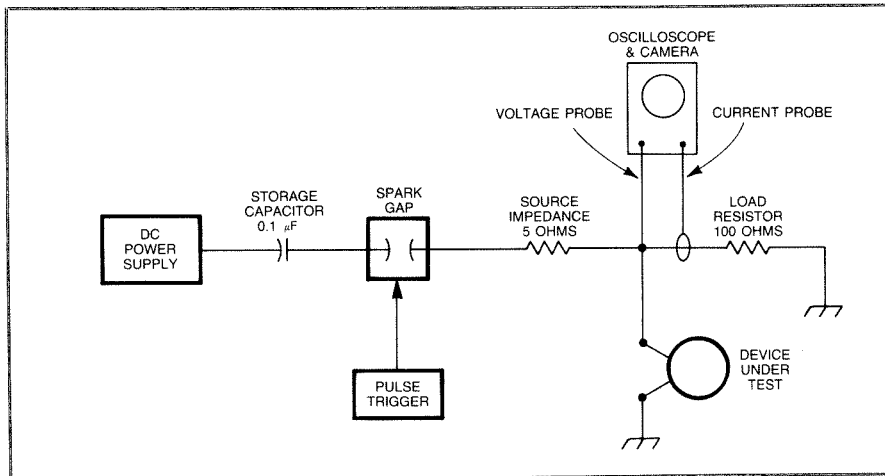 OSCILLOSCOPE
& CAMERA
VOLTAGE PROBE
CURRENT PROBE
STORAGE
CAPACITOR
0.1 μF
SPARK
GAP
SOURCE
IMPEDANCE
5 OHMS
LOAD
RESISTOR
100 OHMS
DC
POWER
SUPPLY
PULSE
TRIGGER
DEVICE
UNDER
TEST